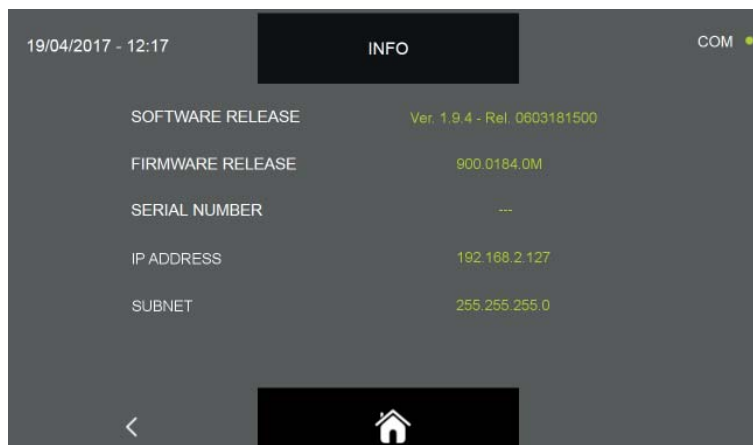 19/04/2017 - 12:17 INFO COM
SOFTWARE RELEASE Ver. 1.9.4 - Rel. 0603181500
FIRMWARE RELEASE 900.0184.0M
SERIAL NUMBER ---
IP ADDRESS 192.168.2.127
SUBNET 255.255.255.0